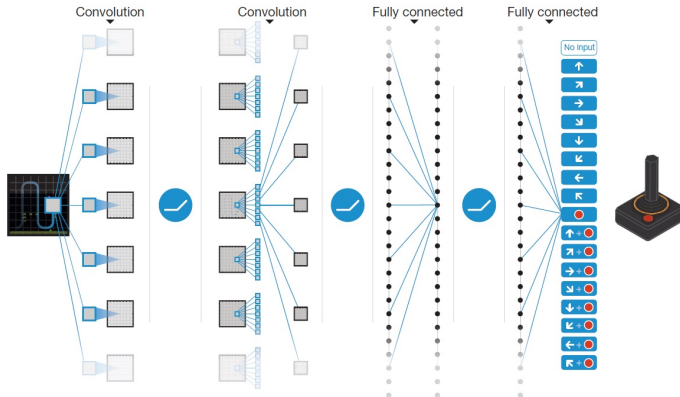 Convolution
Convolution
Fully connected
Fully connected
No input
+
+
+
+
+
+
+
+